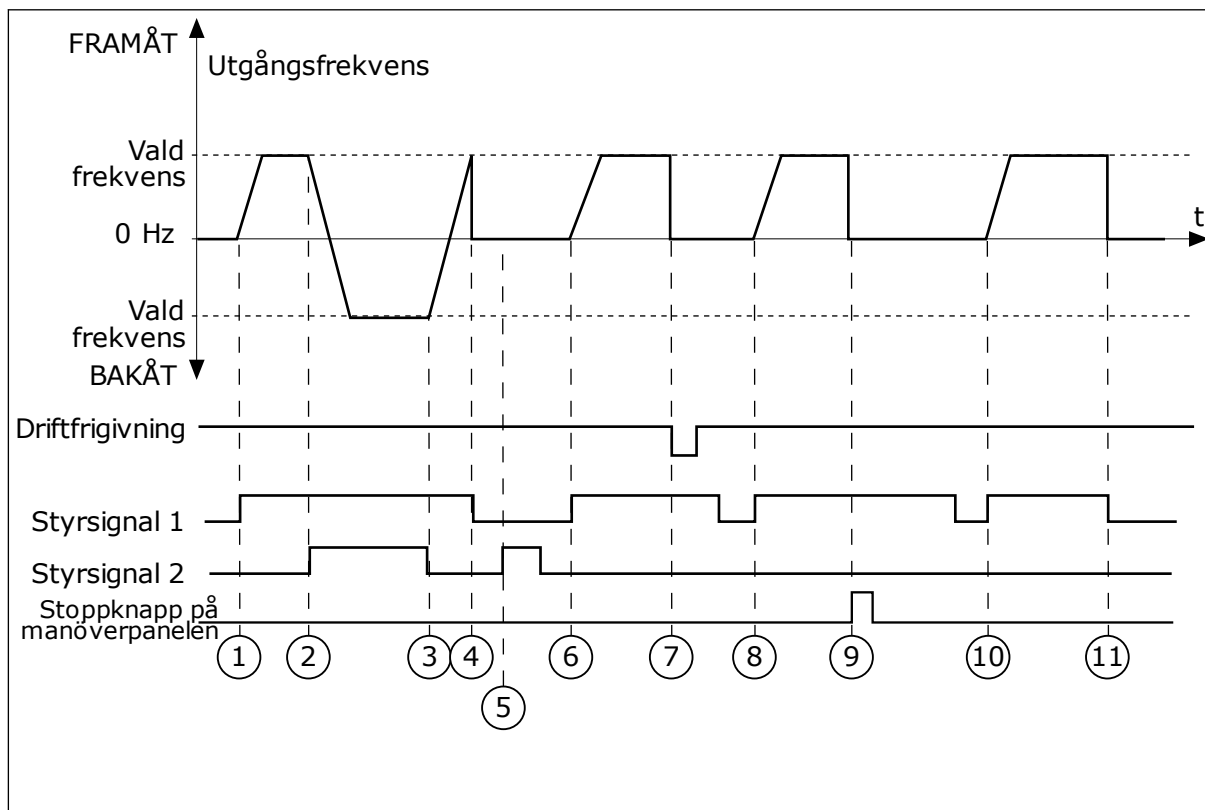 FRAMÅT
Utgångsfrekvens
Vald
frekvens
0 Hz
t
Vald
frekvens
BAKÅT
Driftfrigivning
Styrsignal 1
Styrsignal 2
Stoppknapp på
manöverpanelen
1 2 3 4 6 7 8 9 10 11
5